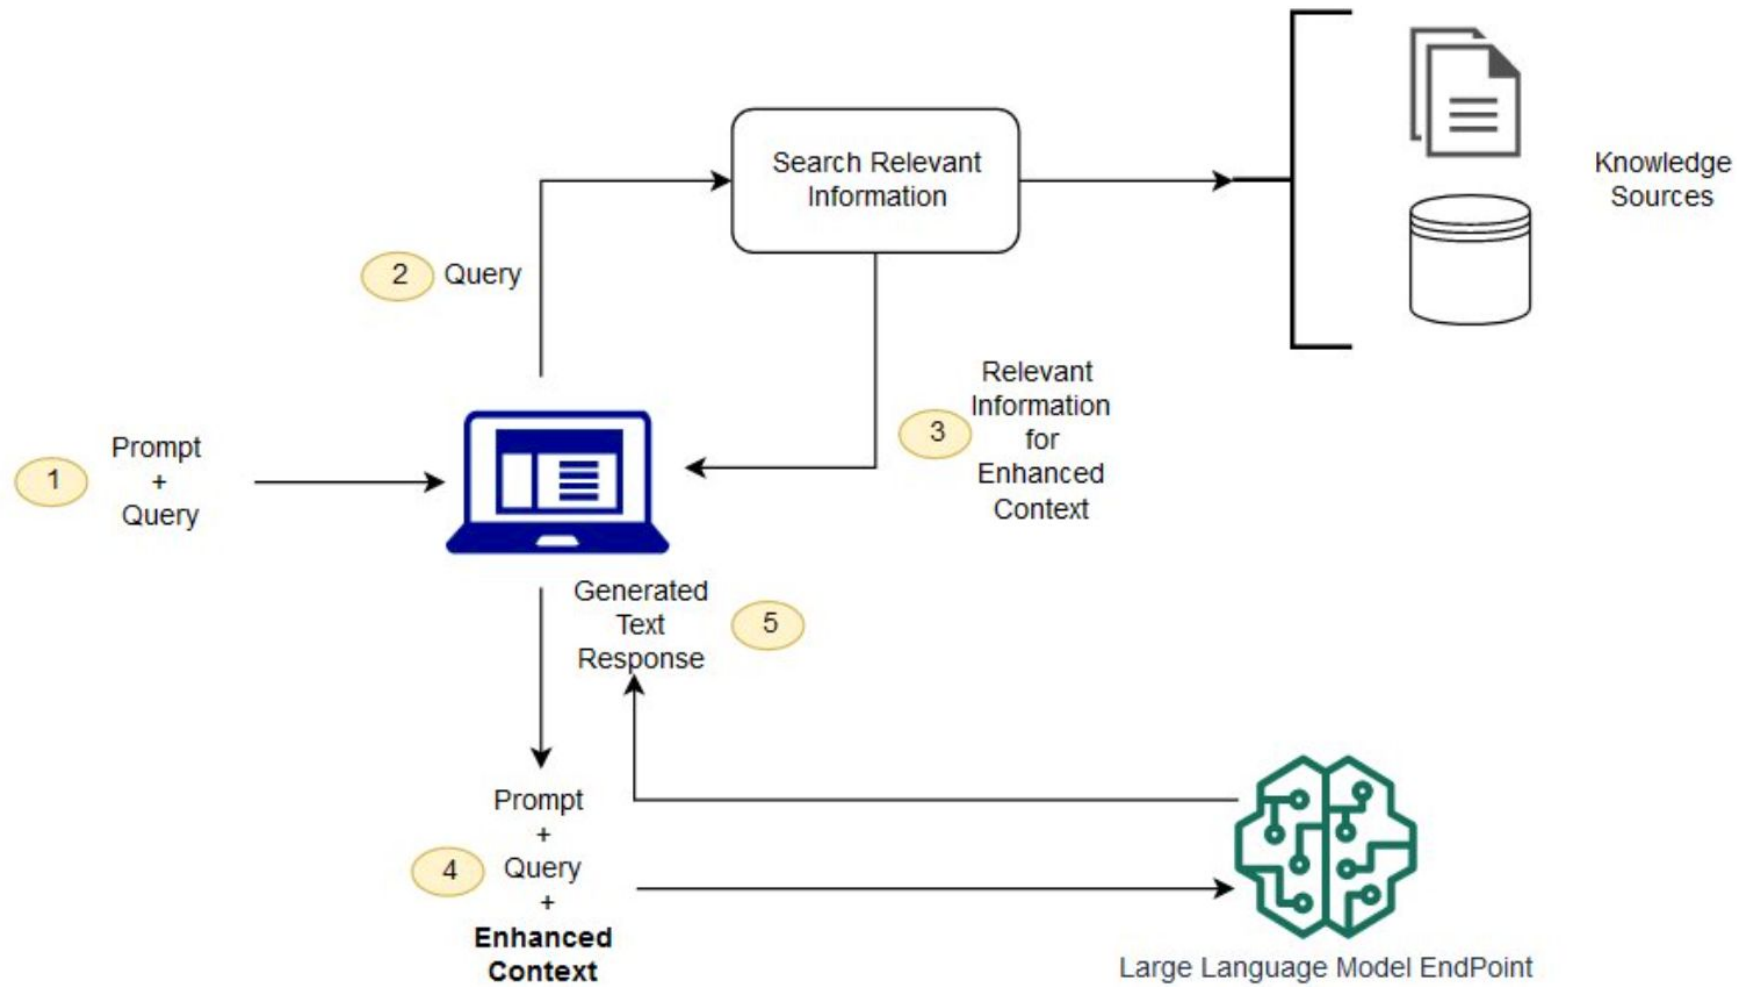 Search Relevant
Information
Knowledge
Sources
2
Query
Relevant
Information
for
Enhanced
Context
3
1
Prompt
+
Query
Generated
Text
Response
5
Prompt
+
Query
+
Enhanced
Context
4
Large Language Model EndPoint